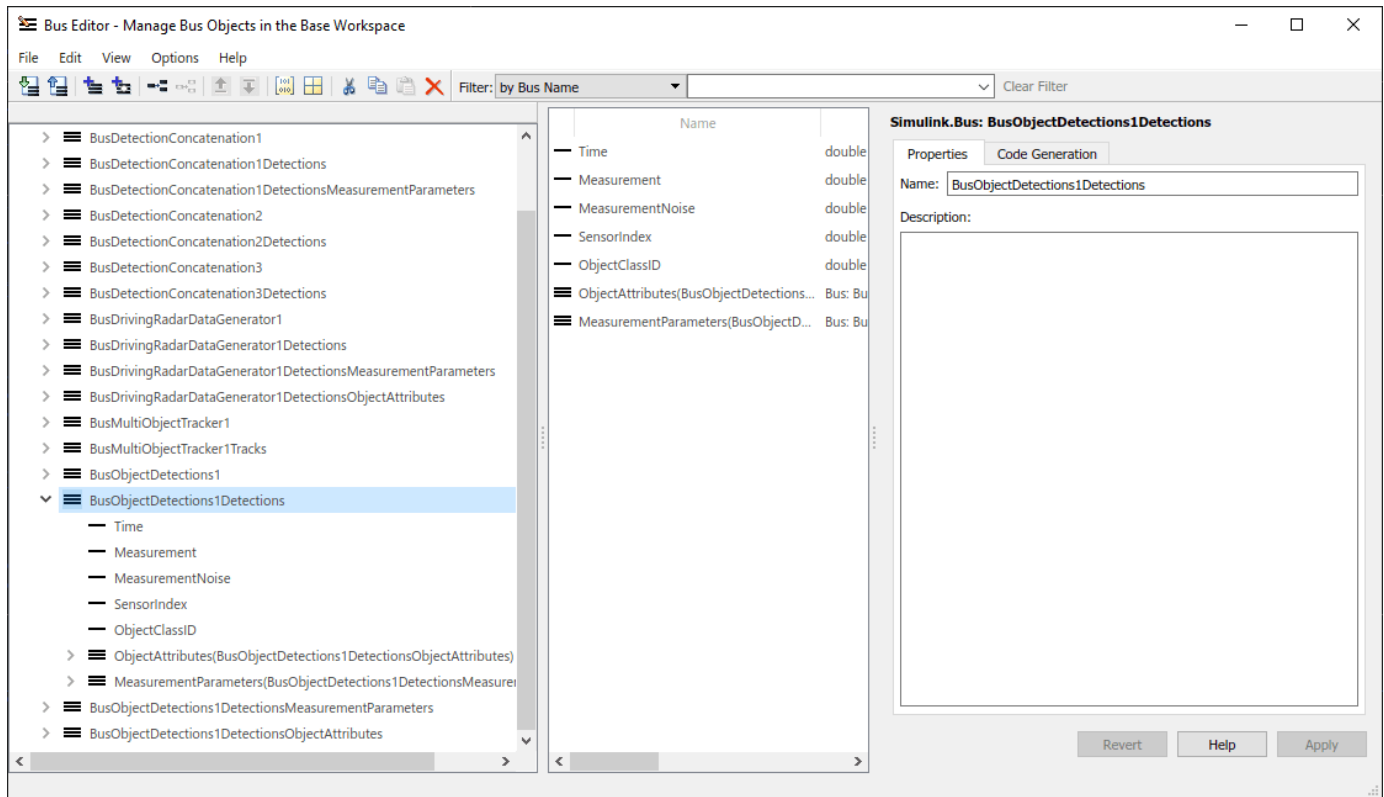 Bus Editor - Manage Bus Objects in the Base Workspace
File Edit View Options Help
Filter: by Bus Name Clear Filter
BusDetectionConcatenation1
BusDetectionConcatenation1Detections
BusDetectionConcatenation1DetectionsMeasurementParameters
BusDetectionConcatenation2
BusDetectionConcatenation2Detections
BusDetectionConcatenation3
BusDetectionConcatenation3Detections
BusDrivingRadarDataGenerator1
BusDrivingRadarDataGenerator1Detections
BusDrivingRadarDataGenerator1DetectionsMeasurementParameters
BusDrivingRadarDataGenerator1DetectionsObjectAttributes
BusMultiObjectTracker1
BusMultiObjectTracker1Tracks
BusObjectDetections1
BusObjectDetections1Detections
Time
Measurement
MeasurementNoise
SensorIndex
ObjectClassID
ObjectAttributes(BusObjectDetections1DetectionsObjectAttributes)
MeasurementParameters(BusObjectDetections1DetectionsMeasurer
BusObjectDetections1DetectionsMeasurementParameters
BusObjectDetections1DetectionsObjectAttributes
Name
Time double
Measurement double
MeasurementNoise double
SensorIndex double
ObjectClassID double
ObjectAttributes(BusObjectDetections... Bus: Bu
MeasurementParameters(BusObjectD... Bus: Bu
Simulink.Bus: BusObjectDetections1Detections
Properties Code Generation
Name: BusObjectDetections1Detections
Description:
Revert Help Apply